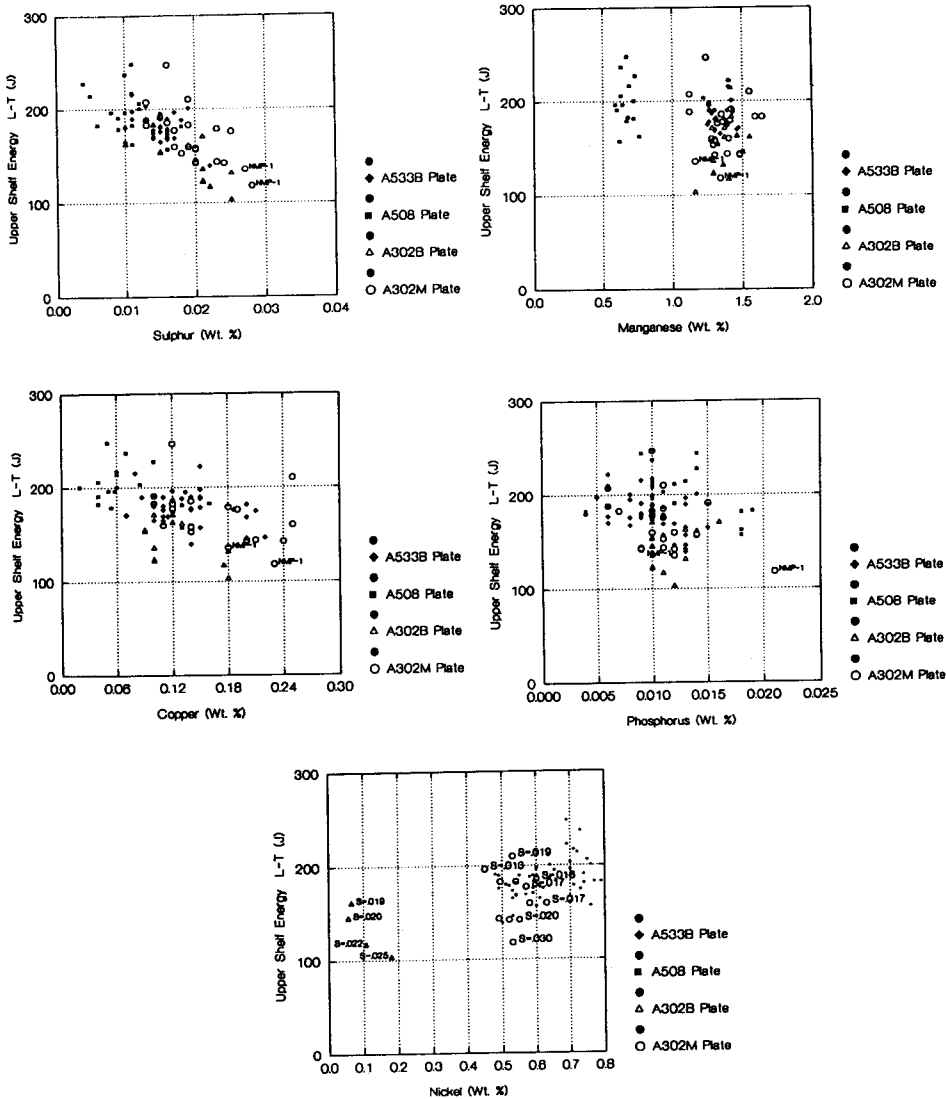 300
200
100
0
Upper Shelf Energy L-T (J)
0.00 0.01 0.02 0.03 0.04
Sulphur (Wt. %)
NMP-1
NMP-1
A533B Plate
A508 Plate
A302B Plate
A302M Plate
300
200
100
0
Upper Shelf Energy L-T (J)
0.0 0.5 1.0 1.5 2.0
Manganese (Wt. %)
NMP-1
NMP-1
A533B Plate
A508 Plate
A302B Plate
A302M Plate
300
200
100
0
Upper Shelf Energy L-T (J)
0.00 0.06 0.12 0.18 0.24 0.30
Copper (Wt. %)
NMP-1
NMP-1
A533B Plate
A508 Plate
A302B Plate
A302M Plate
300
200
100
0
Upper Shelf Energy L-T (J)
0.000 0.005 0.010 0.015 0.020 0.025
Phosphorus (Wt. %)
NMP-1
A533B Plate
A508 Plate
A302B Plate
A302M Plate
300
200
100
0
Upper Shelf Energy L-T (J)
0.0 0.1 0.2 0.3 0.4 0.5 0.6 0.7 0.8
Nickel (Wt. %)
S=.019
S=.013
S=.017
S=.017
S=.019
S=.020
S=.020
S=.030
S=.022
S=.025
A533B Plate
A508 Plate
A302B Plate
A302M Plate